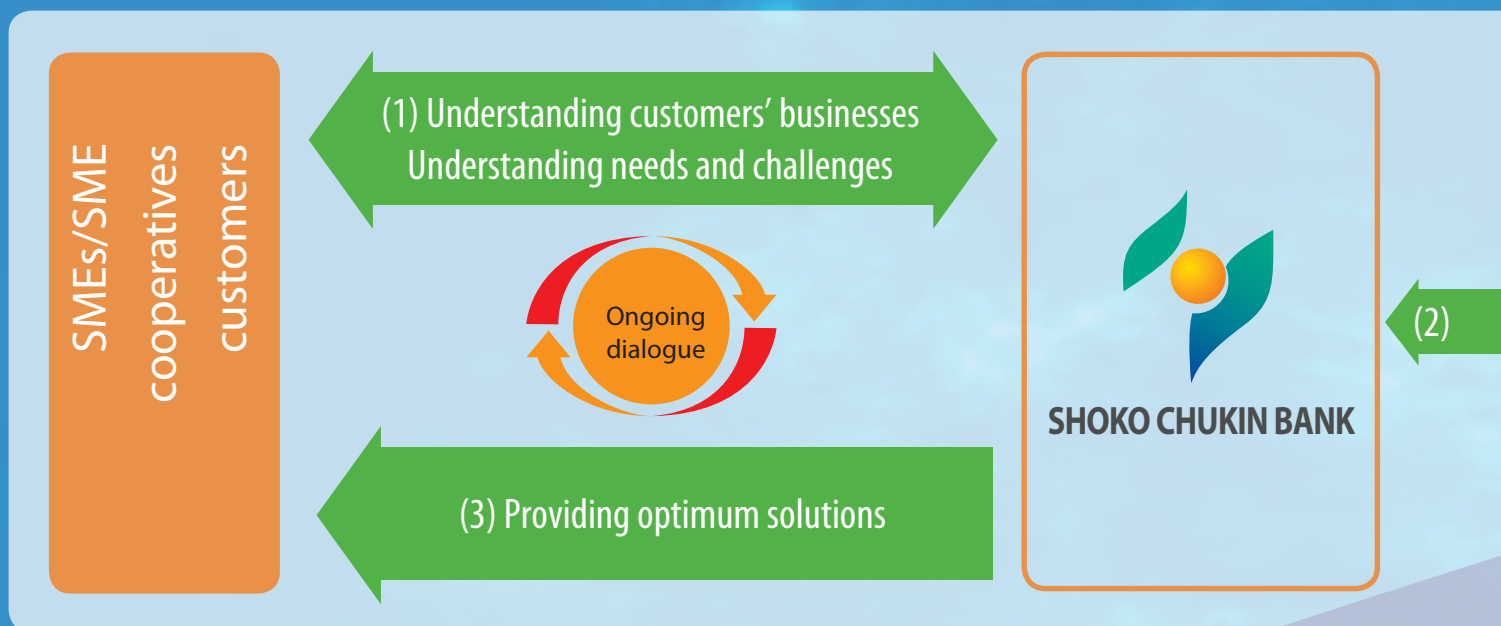 SMEs/SME
cooperatives
customers
(1) Understanding customers’ businesses
Understanding needs and challenges
Ongoing
dialogue
(3) Providing optimum solutions
SHOKO CHUKIN BANK
(2)